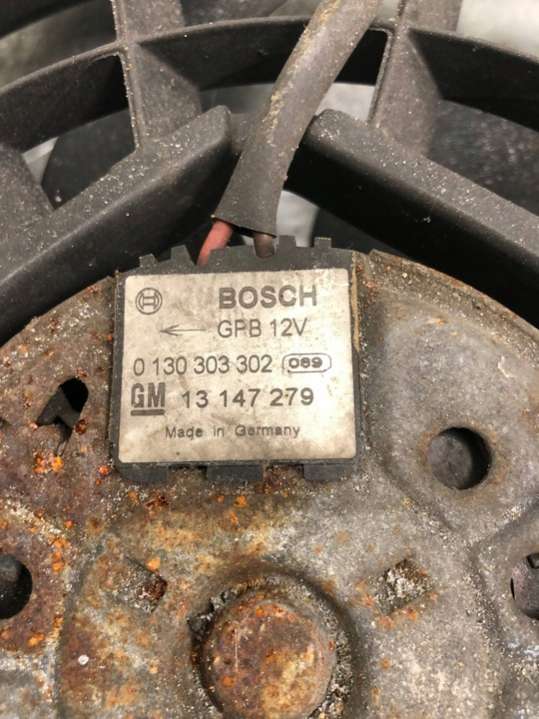 BOSCH
← GPB 12V
0 130 303 302 089
GM 13 147 279
Made in Germany